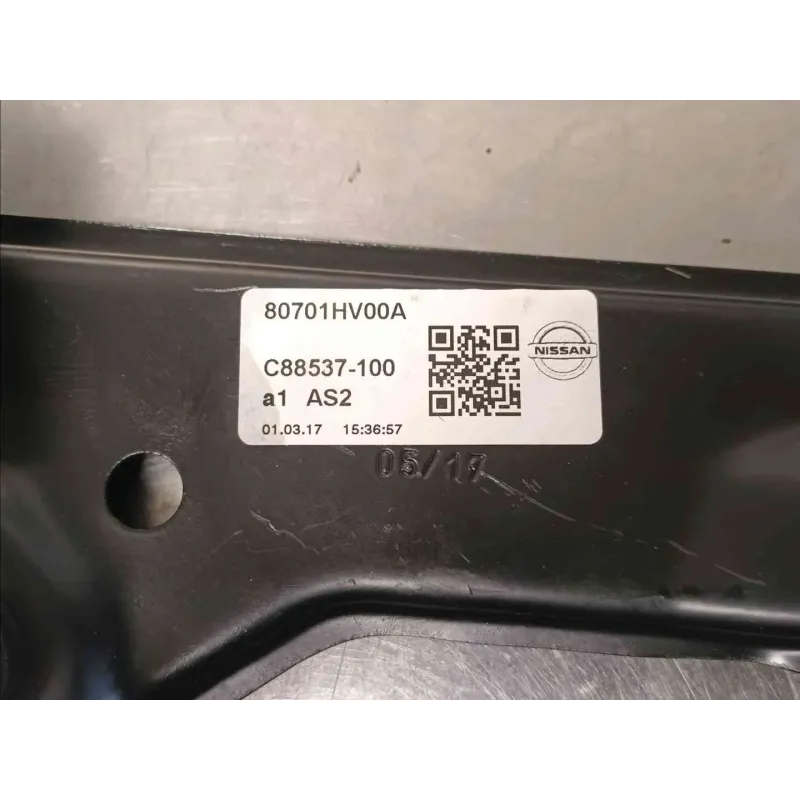 80701HV00A
C88537-100
NISSAN
a1 AS2
01.03.17 15:36:57
05/17